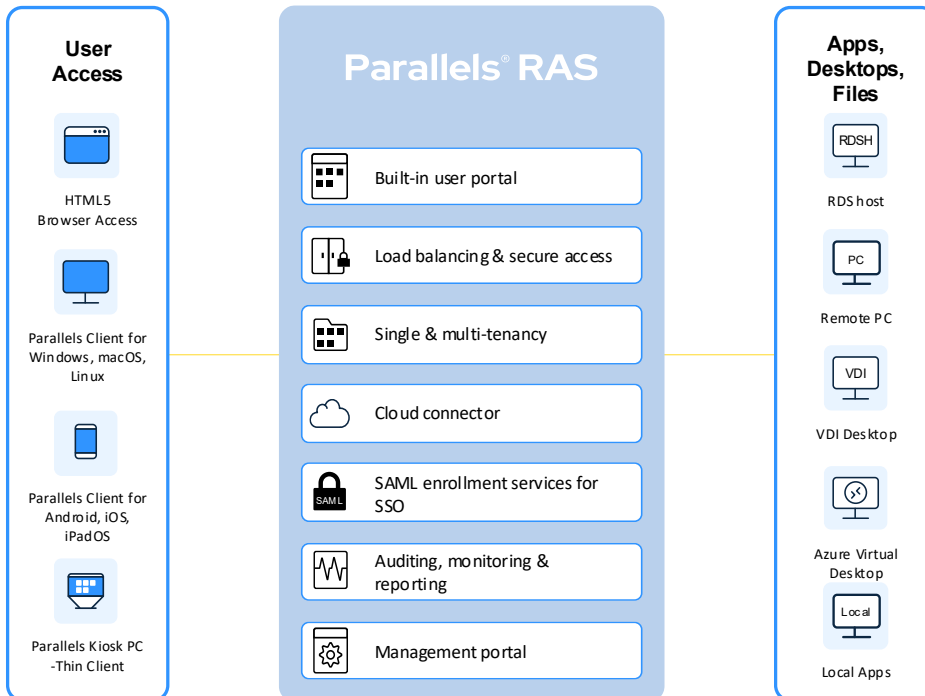 User
Access
HTML5
Browser Access
Parallels Client for
Windows, macOS,
Linux
Parallels Client for
Android, iOS,
iPadOS
Parallels Kiosk PC
-Thin Client
Parallels® RAS
Built-in user portal
Load balancing & secure access
Single & multi-tenancy
Cloud connector
SAML
SAML enrollment services for
SSO
Auditing, monitoring &
reporting
Management portal
Apps,
Desktops,
Files
RDSH
RDS host
PC
Remote PC
VDI
VDI Desktop
Azure Virtual
Desktop
Local
Local Apps